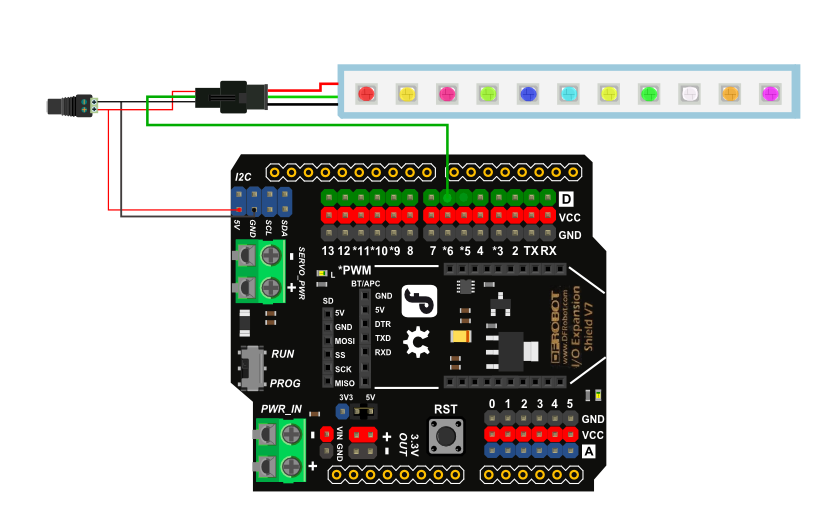 I2C
5V
GND
SCL
SDA
D
VCC
GND
13 12 *11 *10 *9 8 7 *6 *5 4 *3 2 TX RX
SERVO_PWR
-
+
L
*PWM
BT/APC
GND
5V
DTR
TXD
RXD
SD
5V
GND
MOSI
SS
SCK
MISO
DFROBOT
www.DFRobot.com
I/O Expansion
Shield V7
RUN
PROG
3V3 5V
PWR_IN
-
+
VIN GND
+
-
3.3V
OUT
RST
0 1 2 3 4 5
GND
VCC
A